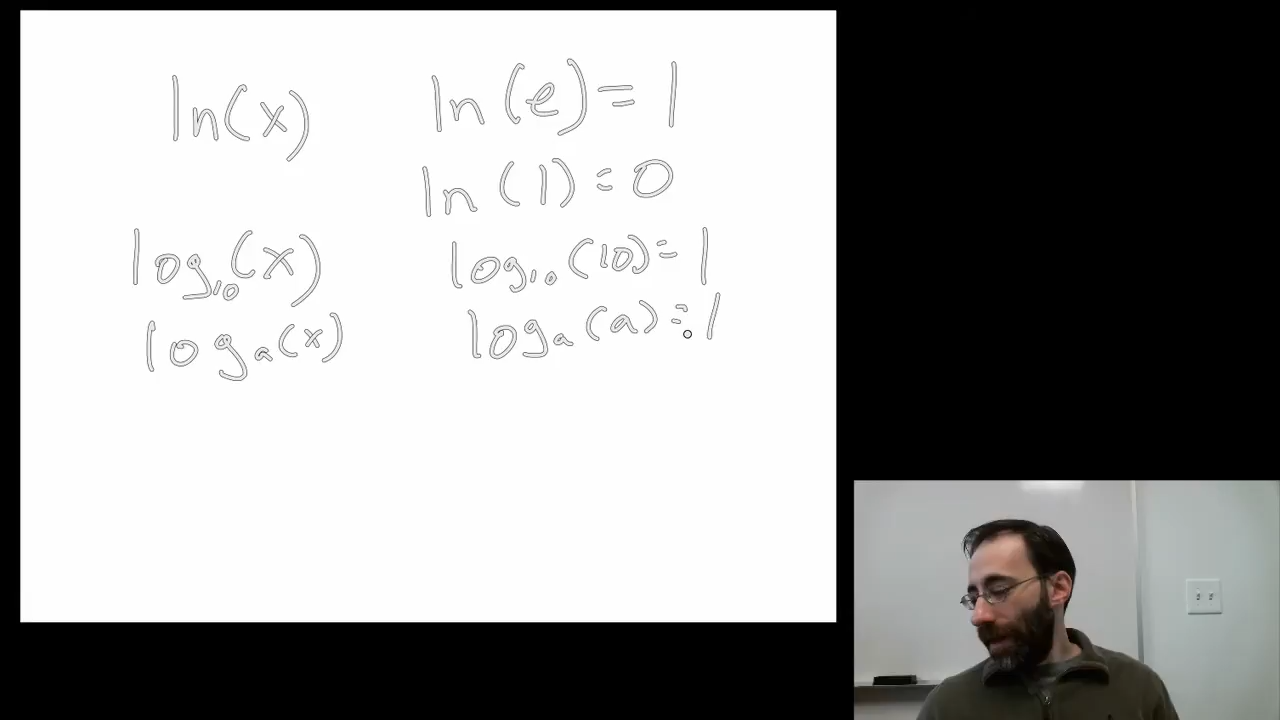 ln(x) ln(e) = 1
ln(1) = 0
log₁₀(x) log₁₀(10) = 1
logₐ(x) logₐ(a) = 1